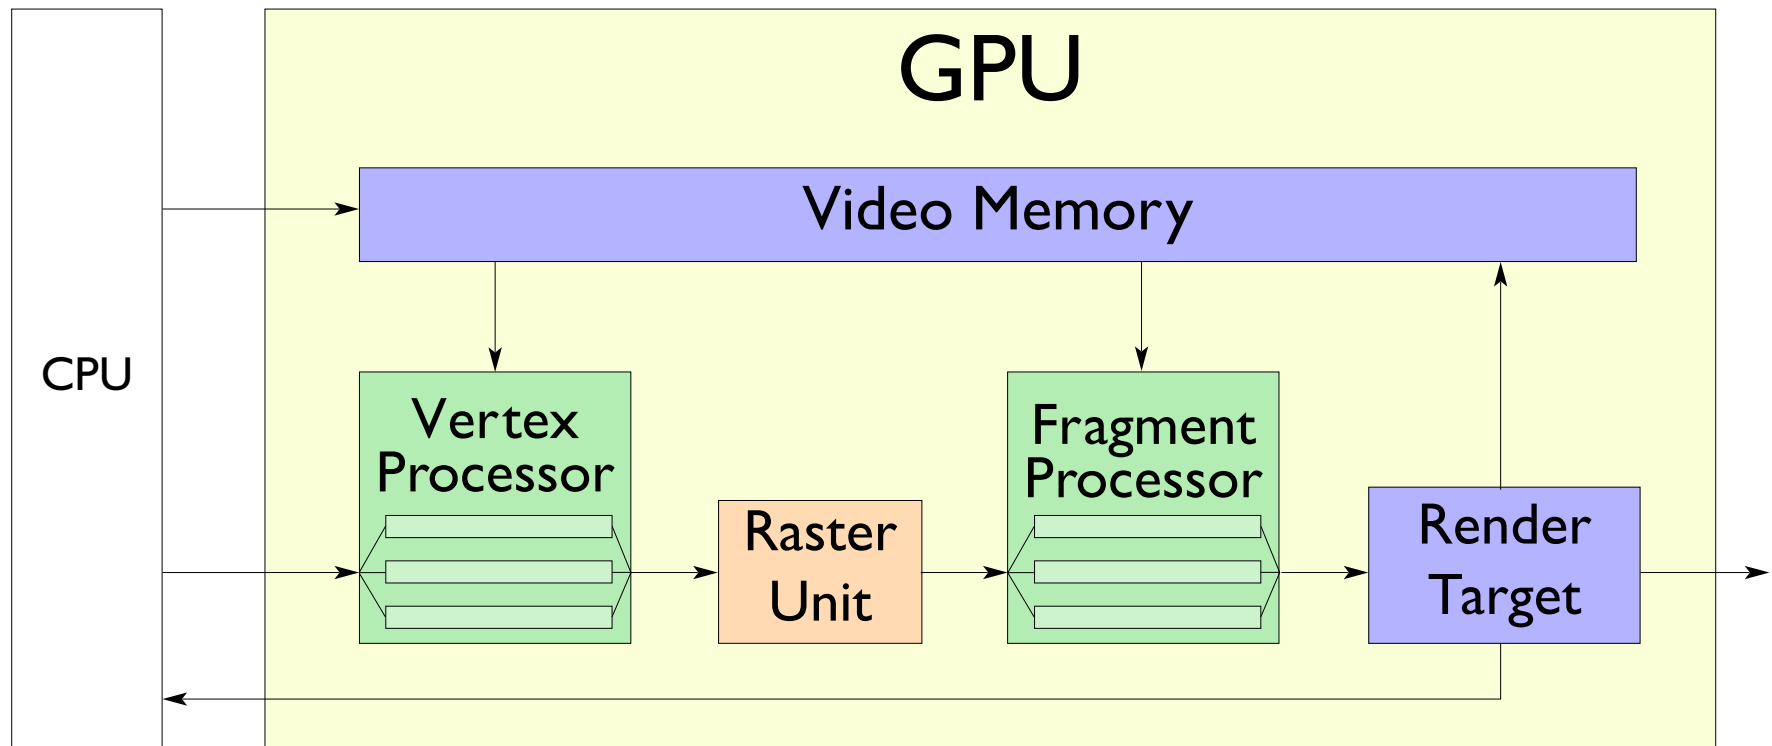 GPU
Video Memory
CPU
Vertex
Processor
Fragment
Processor
Raster
Unit
Render
Target